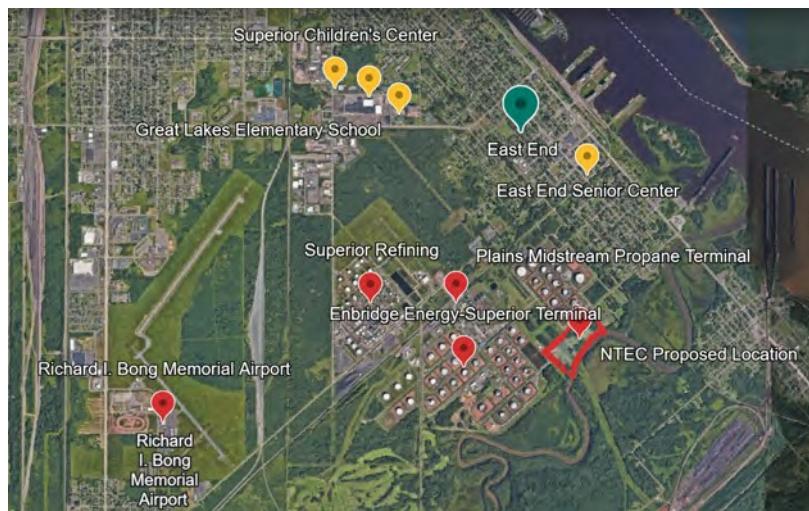 Superior Children's Center
Great Lakes Elementary School
East End
East End Senior Center
Superior Refining
Plains Midstream Propane Terminal
Enbridge Energy-Superior Terminal
NTEC Proposed Location
Richard I. Bong Memorial Airport
Richard
I. Bong
Memorial
Airport